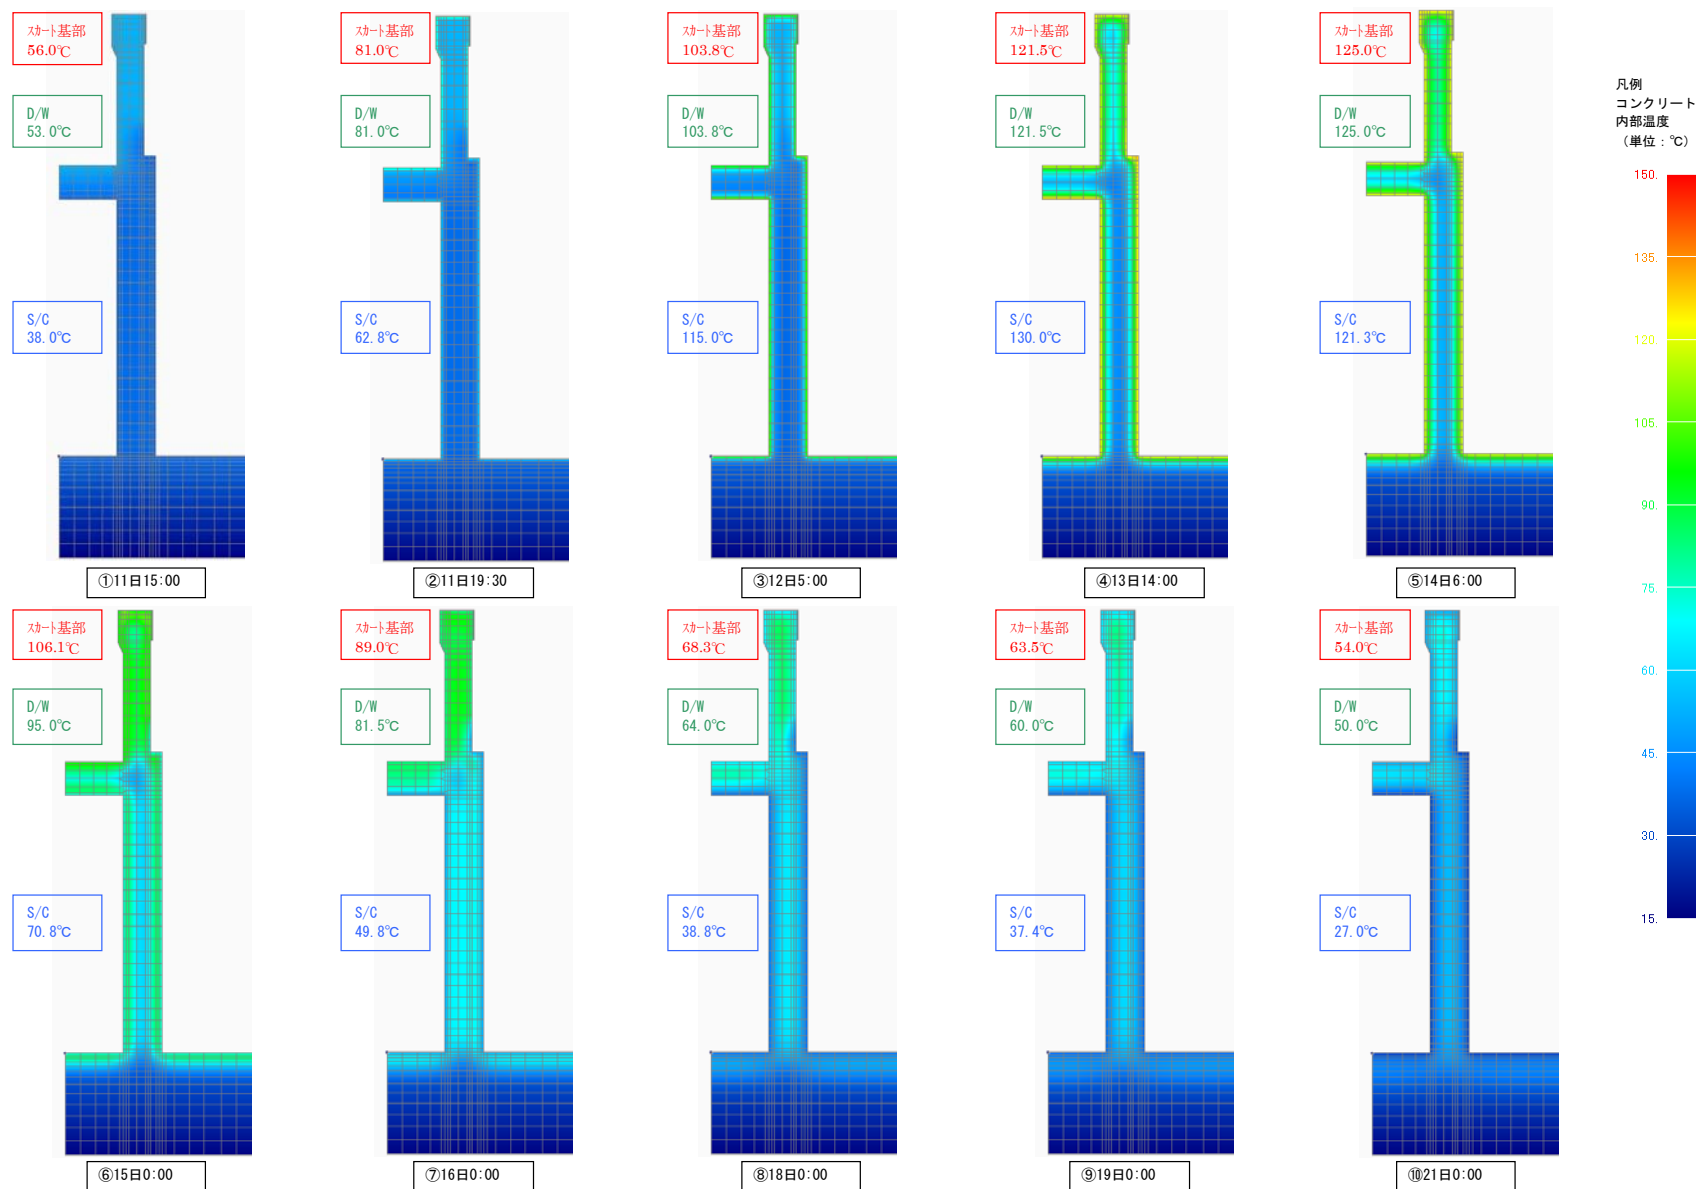 スカート基部
56.0℃
D/W
53.0℃
S/C
38.0℃
①11日15:00
スカート基部
81.0℃
D/W
81.0℃
S/C
62.8℃
②11日19:30
スカート基部
103.8℃
D/W
103.8℃
S/C
115.0℃
③12日5:00
スカート基部
121.5℃
D/W
121.5℃
S/C
130.0℃
④13日14:00
スカート基部
125.0℃
D/W
125.0℃
S/C
121.3℃
⑤14日6:00
凡例
コンクリート
内部温度
（単位：℃）
150.
135.
120.
105.
90.
75.
60.
45.
30.
15.
スカート基部
106.1℃
D/W
95.0℃
S/C
70.8℃
⑥15日0:00
スカート基部
89.0℃
D/W
81.5℃
S/C
49.8℃
⑦16日0:00
スカート基部
68.3℃
D/W
64.0℃
S/C
38.8℃
⑧18日0:00
スカート基部
63.5℃
D/W
60.0℃
S/C
37.4℃
⑨19日0:00
スカート基部
54.0℃
D/W
50.0℃
S/C
27.0℃
⑩21日0:00